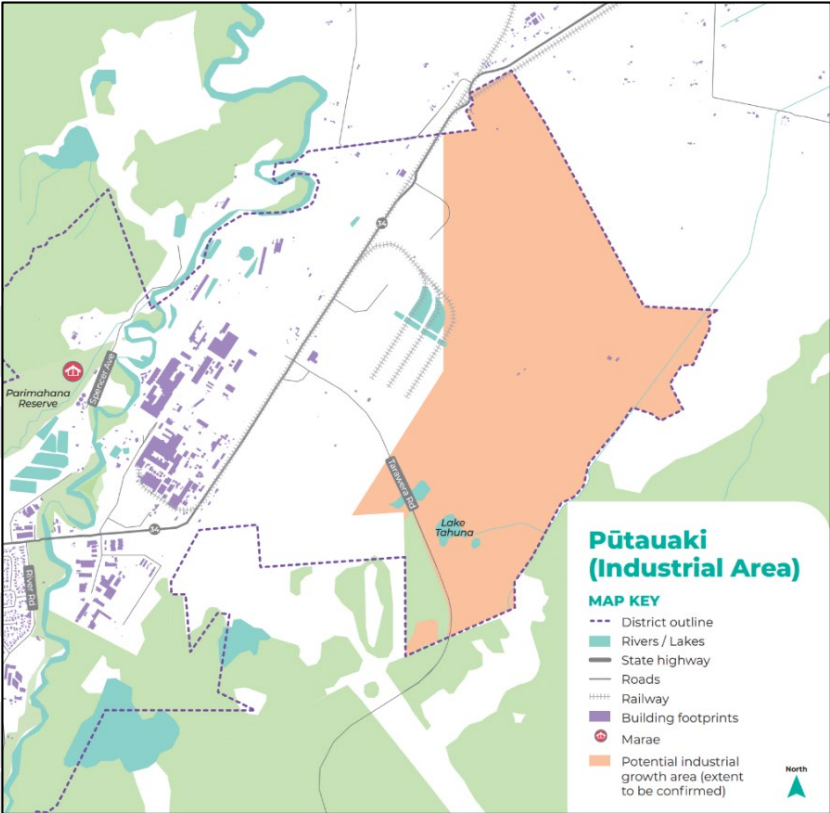 34
Spencer Ave
Parimahana
Reserve
Tarawera Rd
Lake
Tahuna
34
River Rd
Pūtauaki
(Industrial Area)
MAP KEY
District outline
Rivers / Lakes
State highway
Roads
Railway
Building footprints
Marae
Potential industrial
growth area (extent
to be confirmed)
North